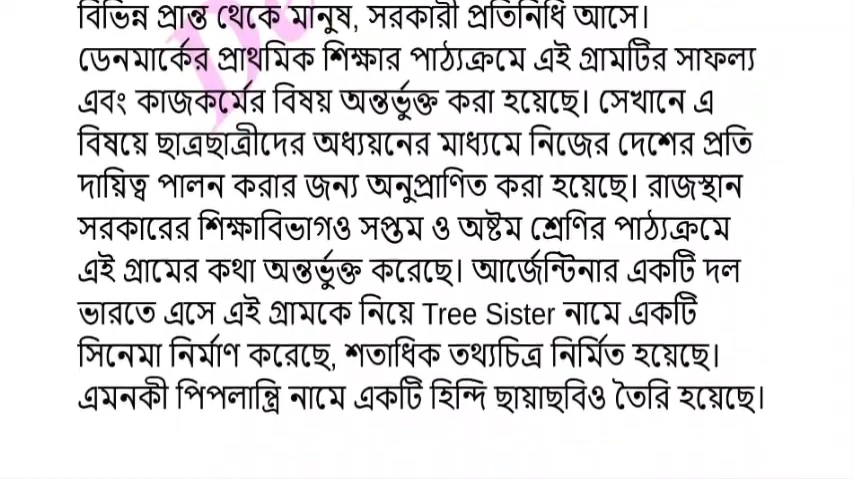 বিভিন্ন প্রান্ত থেকে মানুষ, সরকারী প্রতিনিধি আসে।
ডেনমার্কের প্রাথমিক শিক্ষার পাঠ্যক্রমে এই গ্রামটির সাফল্য
এবং কাজকর্মের বিষয় অন্তর্ভুক্ত করা হয়েছে। সেখানে এ
বিষয়ে ছাত্রছাত্রীদের অধ্যয়নের মাধ্যমে নিজের দেশের প্রতি
দায়িত্ব পালন করার জন্য অনুপ্রাণিত করা হয়েছে। রাজস্থান
সরকারের শিক্ষাবিভাগও সপ্তম ও অষ্টম শ্রেণির পাঠ্যক্রমে
এই গ্রামের কথা অন্তর্ভুক্ত করেছে। আর্জেন্টিনার একটি দল
ভারতে এসে এই গ্রামকে নিয়ে Tree Sister নামে একটি
সিনেমা নির্মাণ করেছে, শতাধিক তথ্যচিত্র নির্মিত হয়েছে।
এমনকী পিপলান্ত্রি নামে একটি হিন্দি ছায়াছবিও তৈরি হয়েছে।